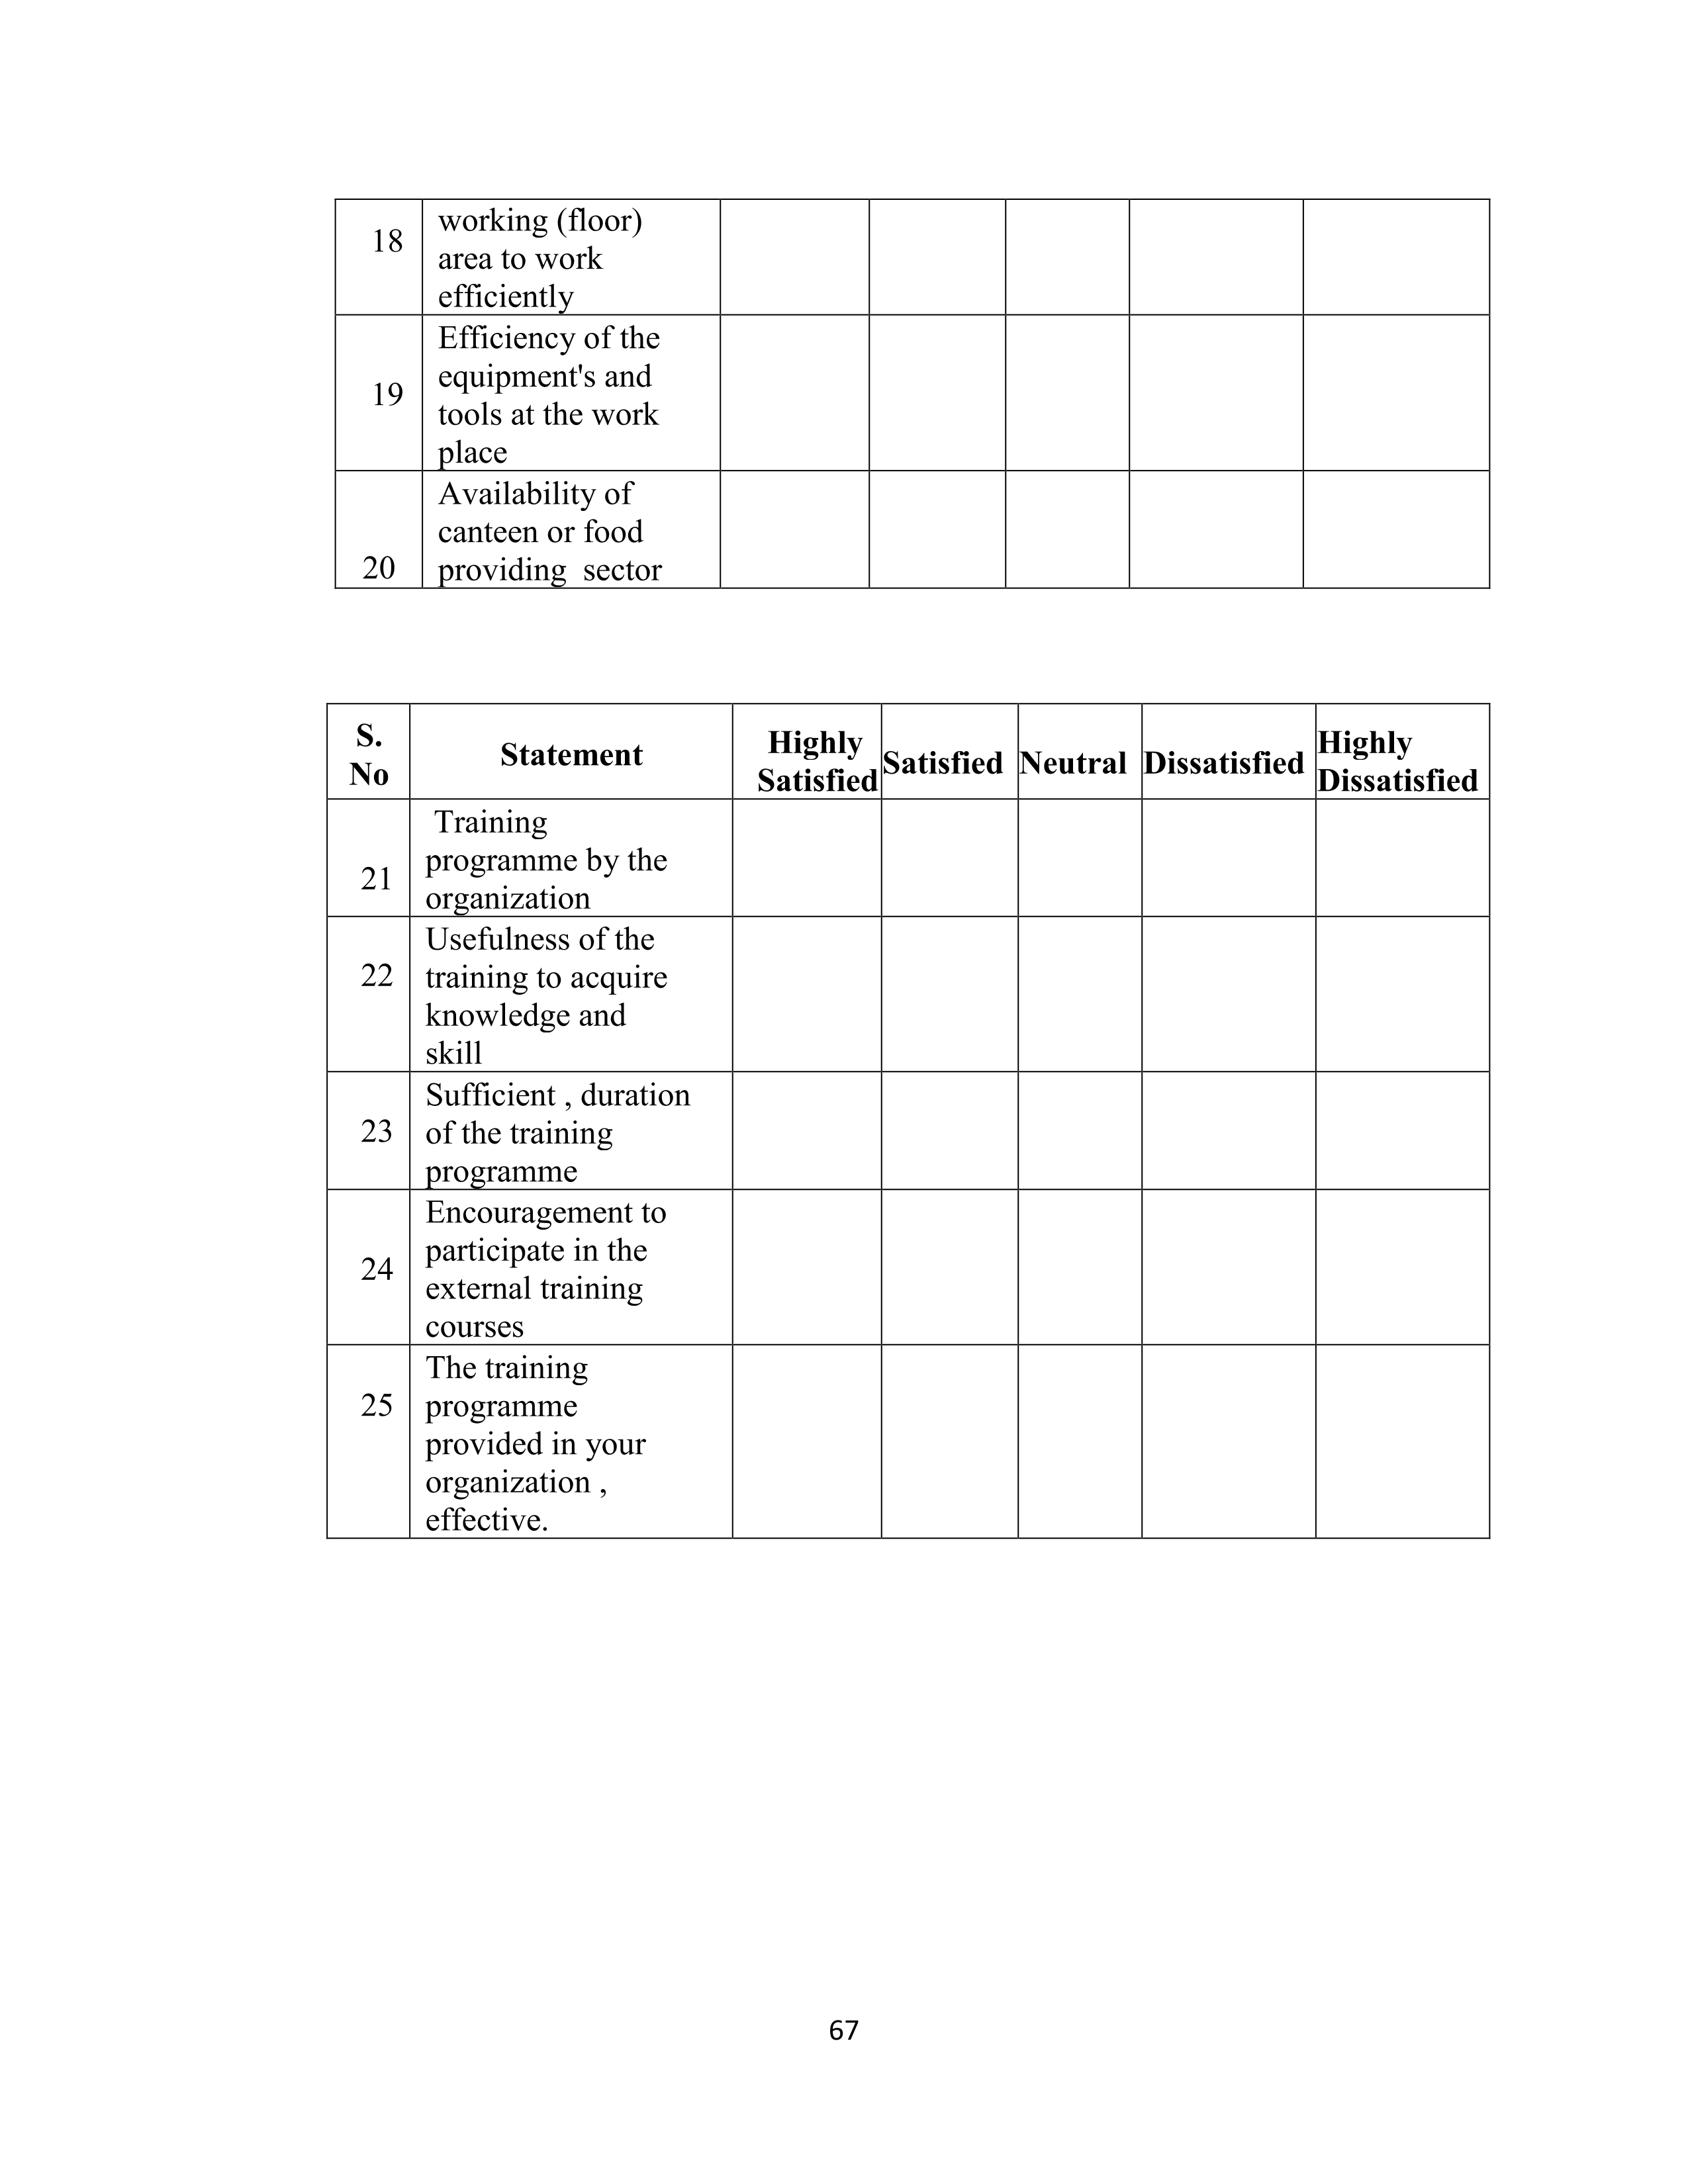 18
working (floor)
area to work
efficiently
19
Efficiency of the
equipment's and
tools at the work
place
20
Availability of
canteen or food
providing  sector
S.
No
Statement
Highly
Satisfied
Satisfied
Neutral
Dissatisfied
Highly
Dissatisfied
21
Training
programme by the
organization
22
Usefulness of the
training to acquire
knowledge and
skill
23
Sufficient , duration
of the training
programme
24
Encouragement to
participate in the
external training
courses
25
The training
programme
provided in your
organization ,
effective.
67